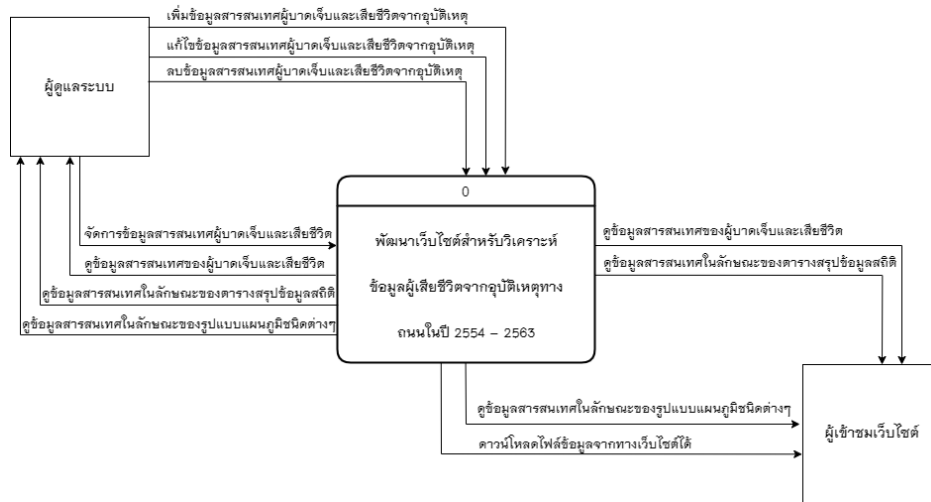 เพิ่มข้อมูลสารสนเทศผู้บาดเจ็บและเสียชีวิตจากอุบัติเหตุ
แก้ไขข้อมูลสารสนเทศผู้บาดเจ็บและเสียชีวิตจากอุบัติเหตุ
ลบข้อมูลสารสนเทศผู้บาดเจ็บและเสียชีวิตจากอุบัติเหตุ
ผู้ดูแลระบบ
0
พัฒนาเว็บไซต์สำหรับวิเคราะห์
ข้อมูลผู้เสียชีวิตจากอุบัติเหตุทาง
ถนนในปี 2554 – 2563
จัดการข้อมูลสารสนเทศผู้บาดเจ็บและเสียชีวิต
ดูข้อมูลสารสนเทศของผู้บาดเจ็บและเสียชีวิต
ดูข้อมูลสารสนเทศในลักษณะของตารางสรุปข้อมูลสถิติ
ดูข้อมูลสารสนเทศในลักษณะของรูปแบบแผนภูมิชนิดต่างๆ
ดูข้อมูลสารสนเทศของผู้บาดเจ็บและเสียชีวิต
ดูข้อมูลสารสนเทศในลักษณะของตารางสรุปข้อมูลสถิติ
ดูข้อมูลสารสนเทศในลักษณะของรูปแบบแผนภูมิชนิดต่างๆ
ดาวน์โหลดไฟล์ข้อมูลจากทางเว็บไซต์ได้
ผู้เข้าชมเว็บไซต์